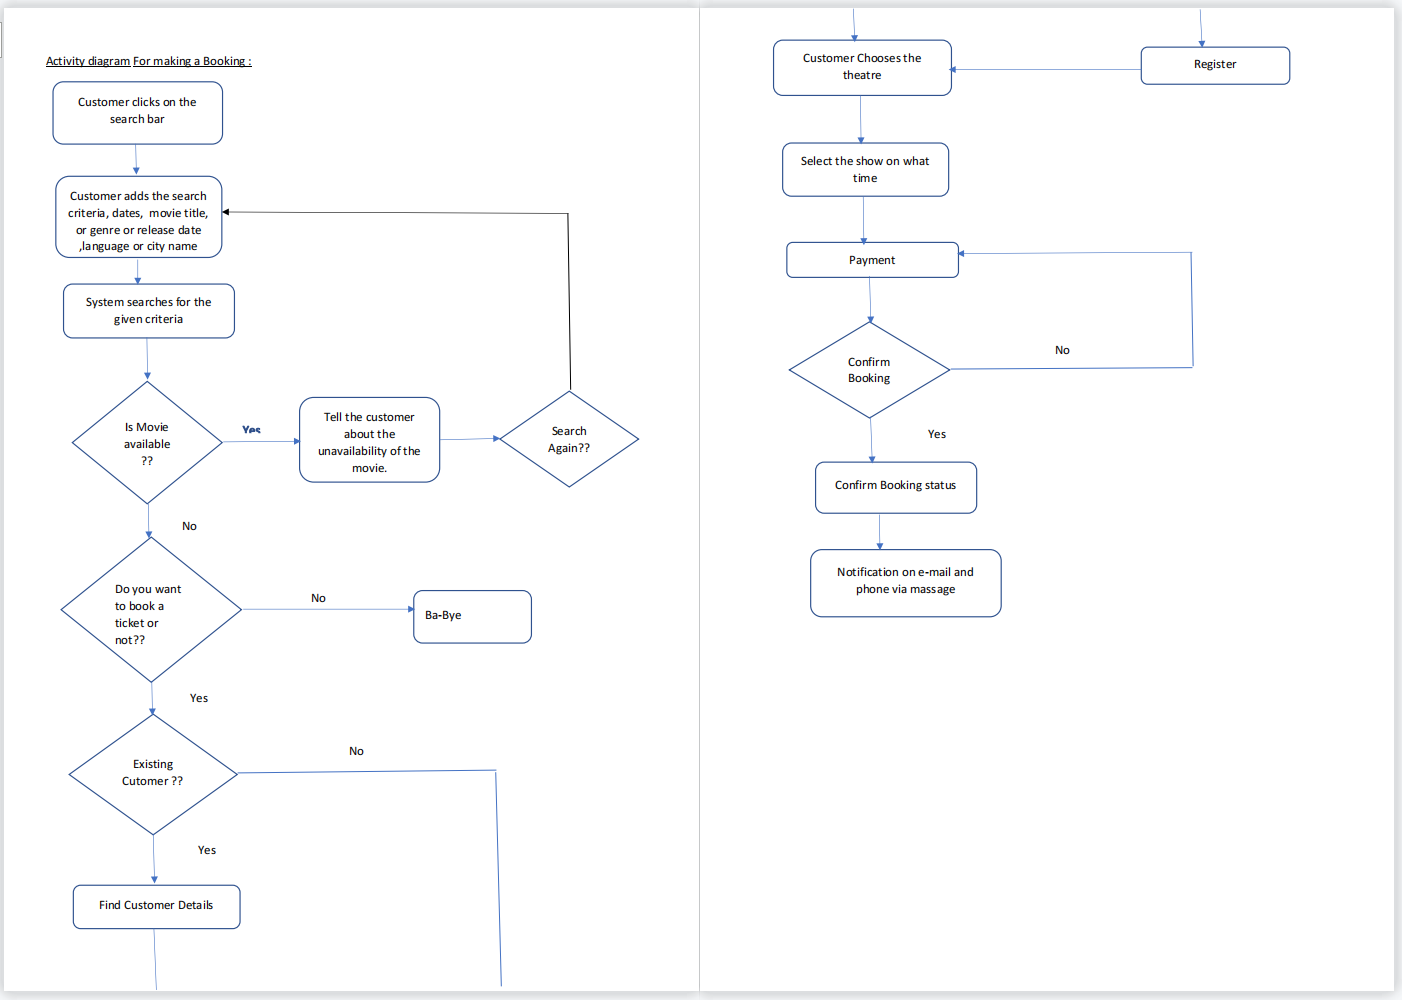 Activity diagram For making a Booking :
Customer clicks on the
search bar
Customer adds the search
criteria, dates,  movie title,
or genre or release date
,language or city name
System searches for the
given criteria
Is Movie
available
??
Yes
Tell the customer
about the
unavailability of the
movie.
Search
Again??
No
Do you want
to book a
ticket or
not??
No
Ba-Bye
Yes
Existing
Cutomer ??
No
Yes
Find Customer Details
Customer Chooses the
theatre
Register
Select the show on what
time
Payment
Confirm
Booking
No
Yes
Confirm Booking status
Notification on e-mail and
phone via massage